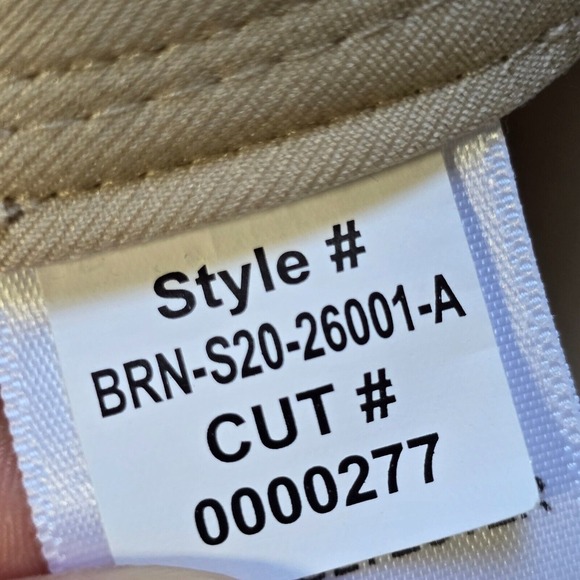 Style #
BRN-S20-26001-A
CUT #
0000277